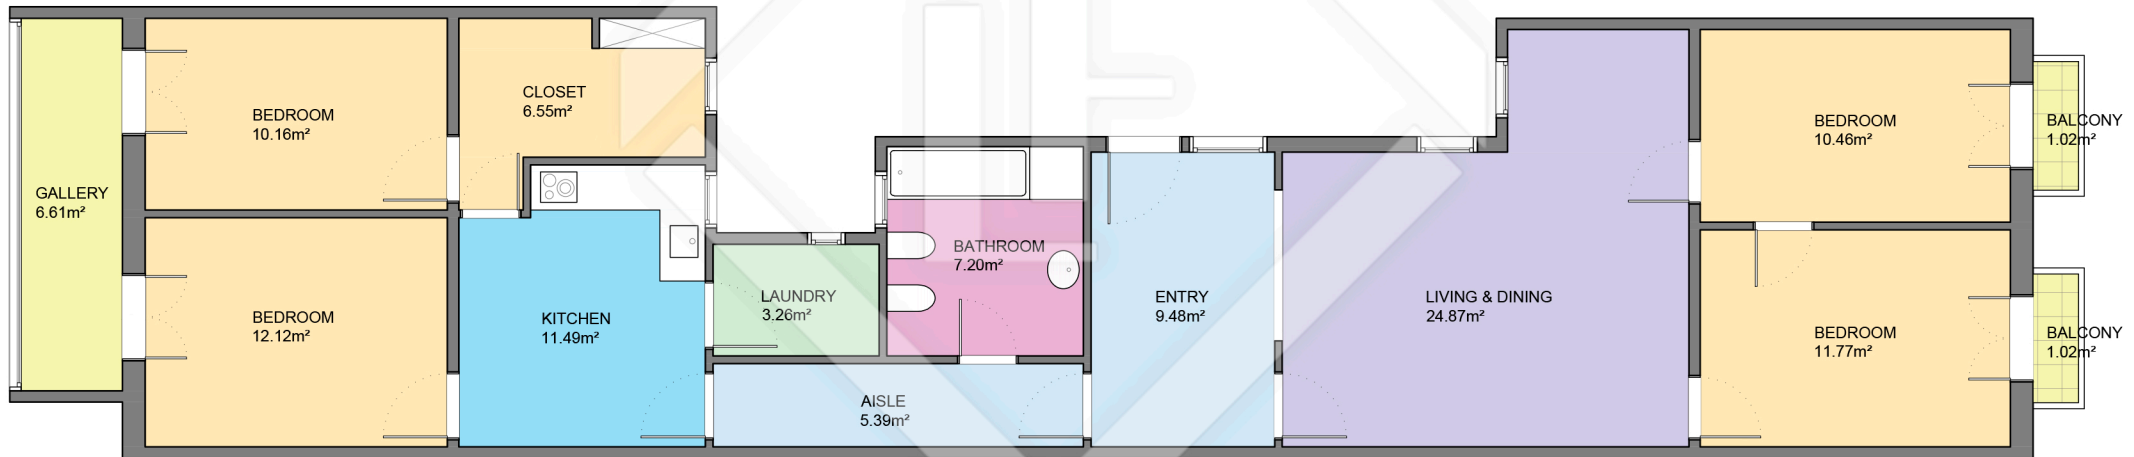 GALLERY
6.61m²
BEDROOM
10.16m²
BEDROOM
12.12m²
CLOSET
6.55m²
KITCHEN
11.49m²
LAUNDRY
3.26m²
BATHROOM
7.20m²
AISLE
5.39m²
ENTRY
9.48m²
LIVING & DINING
24.87m²
BEDROOM
10.46m²
BEDROOM
11.77m²
BALCONY
1.02m²
BALCONY
1.02m²